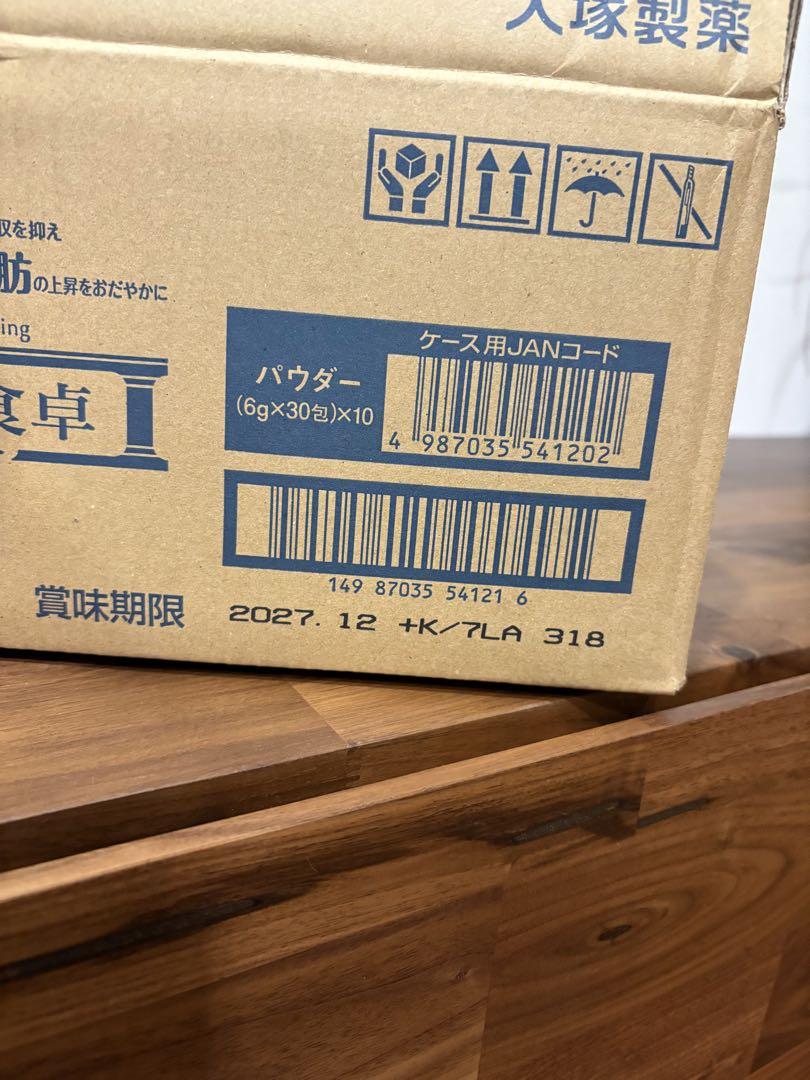 大塚製薬
収を抑え
肪の上昇をおだやかに
ing
食卓
ケース用JANコード
パウダー
(6g×30包)×10
4 987035 541202
149 87035 54121 6
賞味期限 2027. 12 +K/7LA 318